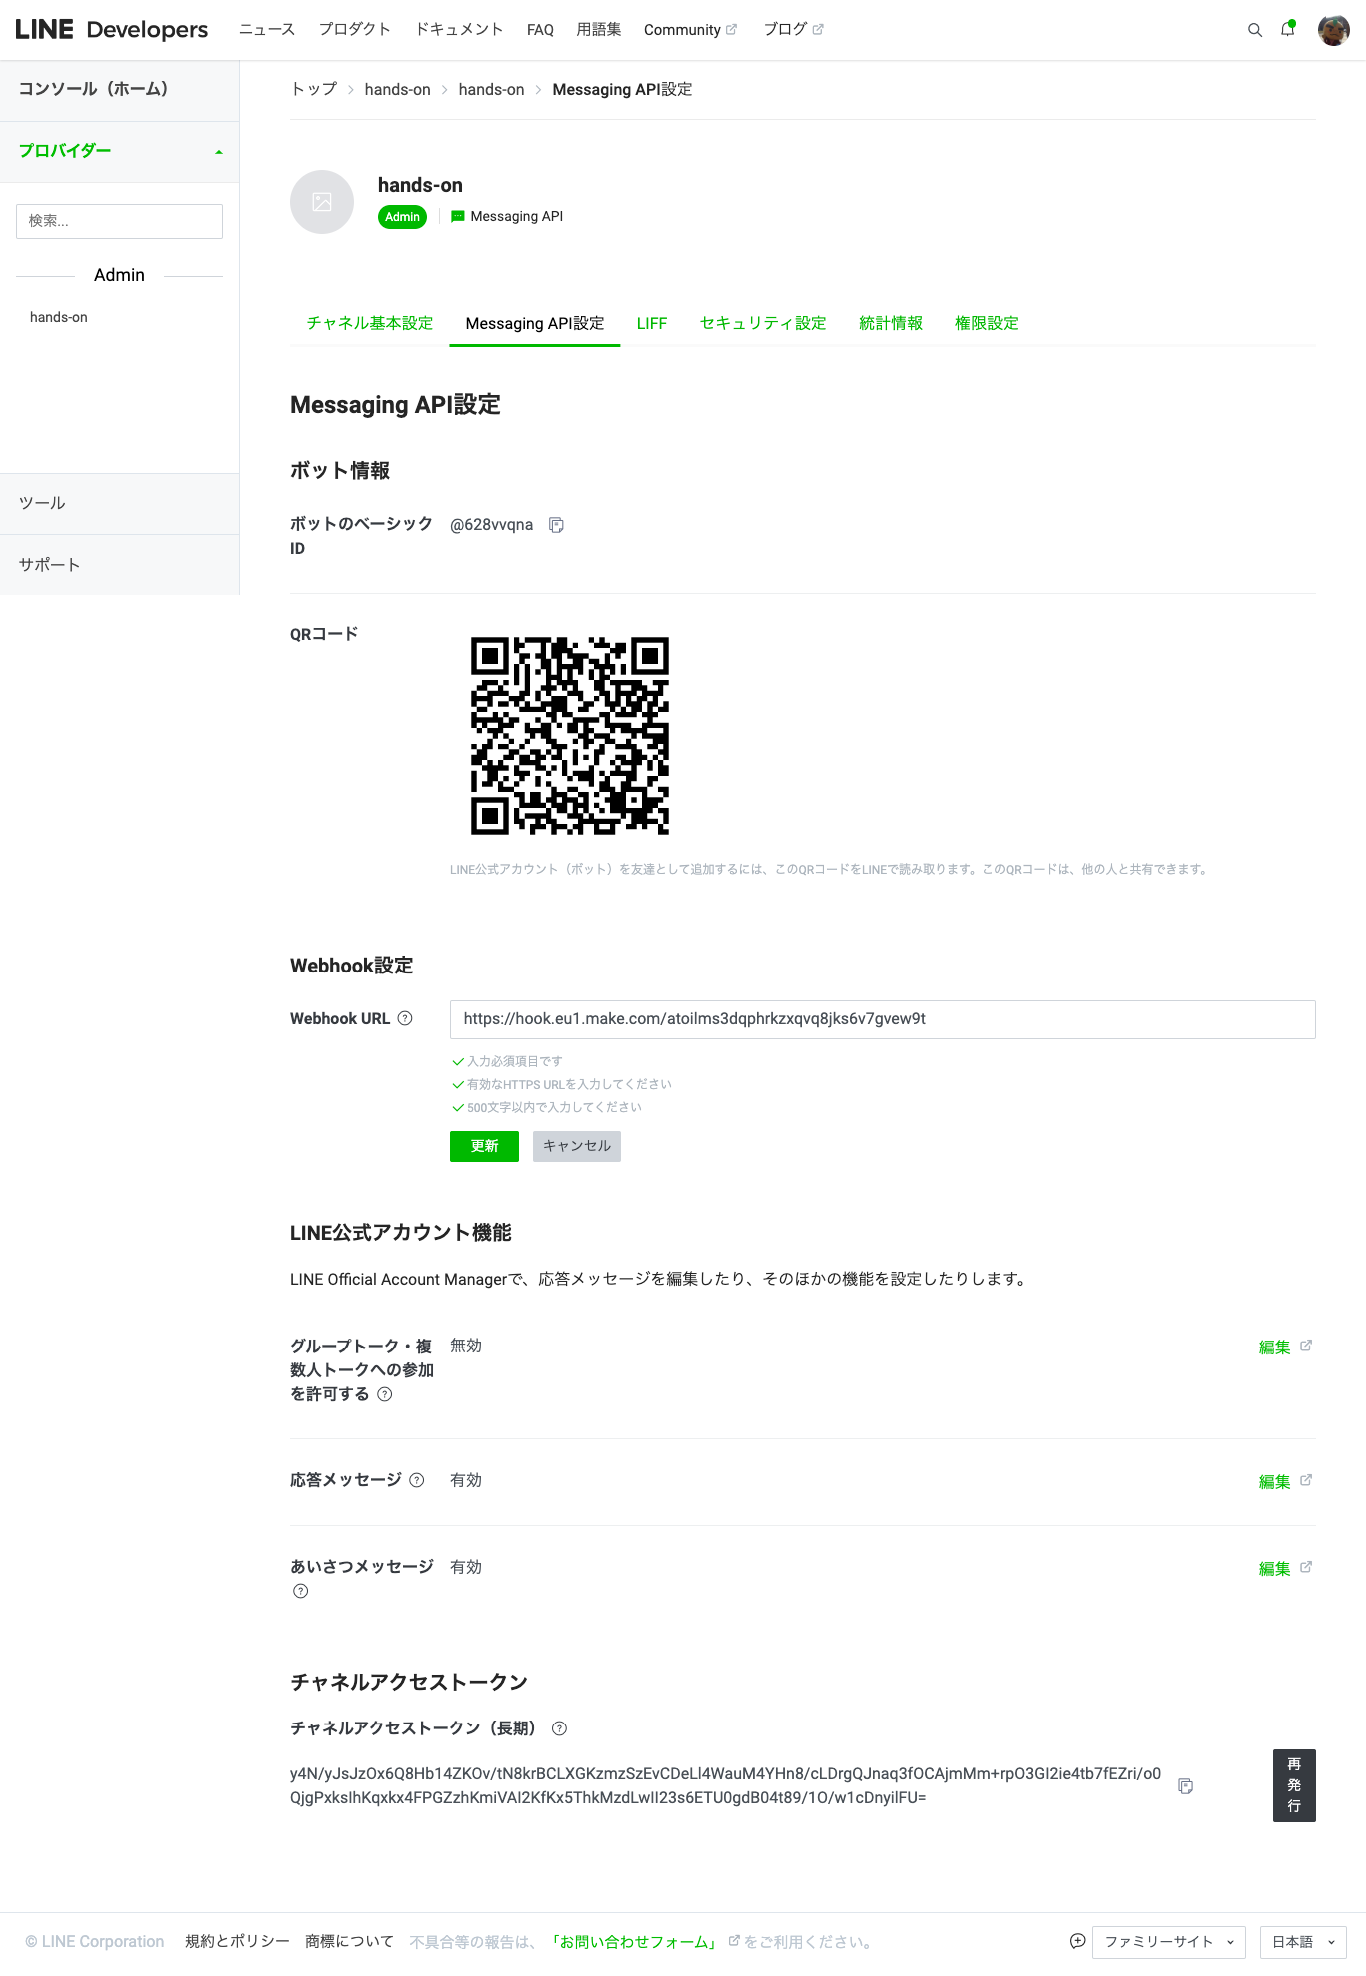 LINE Developers ニュース プロダクト ドキュメント FAQ 用語集 Community ブログ
コンソール（ホーム）
プロバイダー
検索...
Admin
hands-on
ツール
サポート
トップ hands-on hands-on Messaging API設定
hands-on
Admin Messaging API
チャネル基本設定 Messaging API設定 LIFF セキュリティ設定 統計情報 権限設定
Messaging API設定
ボット情報
ボットのベーシック @628vvqna
ID
QRコード
LINE公式アカウント（ボット）を友達として追加するには、このQRコードをLINEで読み取ります。このQRコードは、他の人と共有できます。
Webhook設定
Webhook URL https://hook.eu1.make.com/atoilms3dqphrkzxqvq8jks6v7gvew9t
入力必須項目です
有効なHTTPS URLを入力してください
500文字以内で入力してください
更新 キャンセル
LINE公式アカウント機能
LINE Official Account Managerで、応答メッセージを編集したり、そのほかの機能を設定したりします。
グループトーク・複 無効 編集
数人トークへの参加
を許可する
応答メッセージ 有効 編集
あいさつメッセージ 有効 編集
チャネルアクセストークン
チャネルアクセストークン（長期）
y4N/yJsJzOx6Q8Hb14ZKOv/tN8krBCLXGKzmzSzEvCDeLl4WauM4YHn8/cLDrgQJnaq3fOCAjmMm+rpO3GI2ie4tb7fEZri/o0
QjgPxksIhKqxkx4FPGZzhKmiVAI2KfKx5ThkMzdLwII23s6ETU0gdB04t89/1O/w1cDnyilFU=
再
発
行
© LINE Corporation 規約とポリシー 商標について 不具合等の報告は、「お問い合わせフォーム」をご利用ください。 ファミリーサイト 日本語